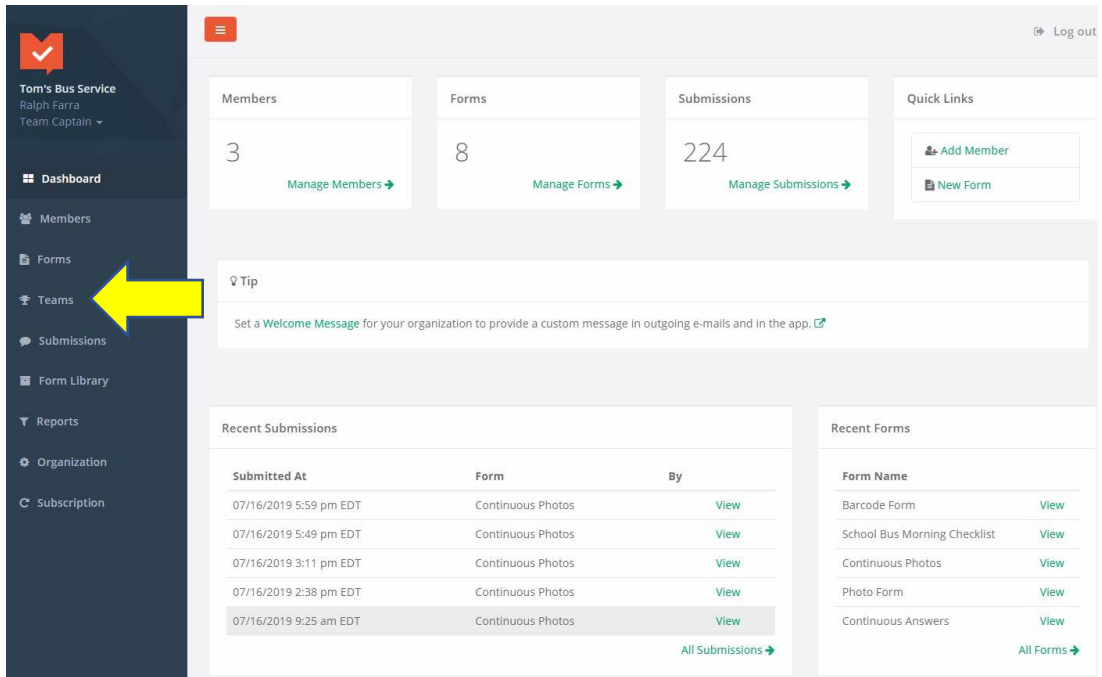 Log out
Tom's Bus Service
Ralph Farra
Team Captain
Dashboard
Members
Forms
Teams
Submissions
Form Library
Reports
Organization
Subscription
Members
3
Manage Members
Forms
8
Manage Forms
Submissions
224
Manage Submissions
Quick Links
Add Member
New Form
Tip
Set a Welcome Message for your organization to provide a custom message in outgoing e-mails and in the app.
Recent Submissions
Submitted At Form By
07/16/2019 5:59 pm EDT Continuous Photos View
07/16/2019 5:49 pm EDT Continuous Photos View
07/16/2019 3:11 pm EDT Continuous Photos View
07/16/2019 2:38 pm EDT Continuous Photos View
07/16/2019 9:25 am EDT Continuous Photos View
All Submissions
Recent Forms
Form Name
Barcode Form View
School Bus Morning Checklist View
Continuous Photos View
Photo Form View
Continuous Answers View
All Forms